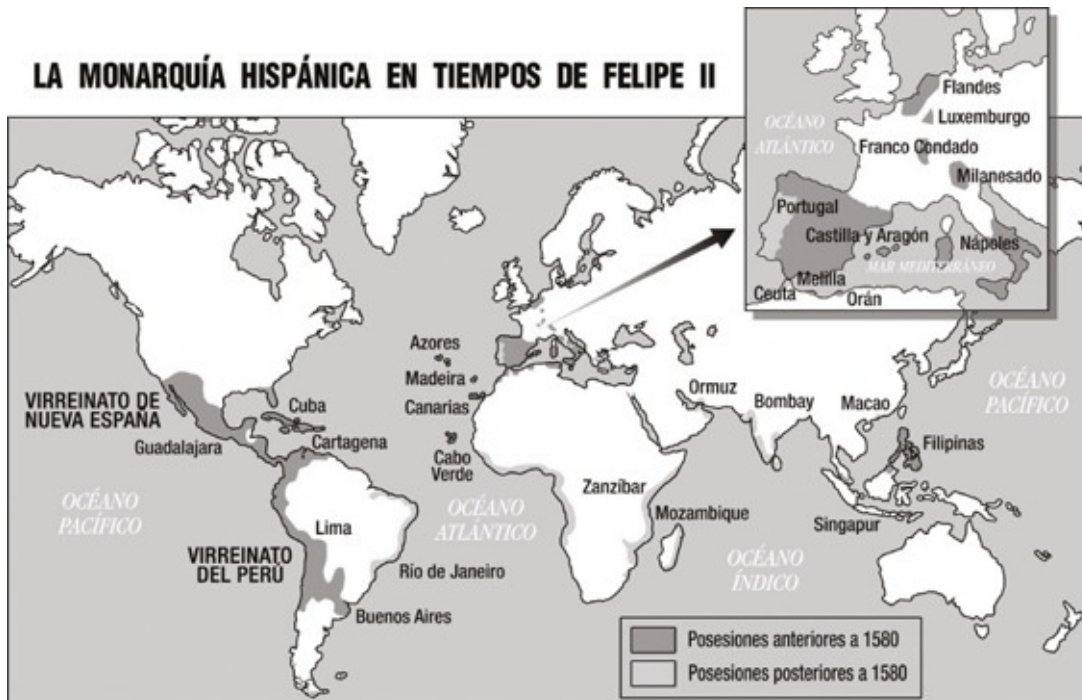 LA MONARQUÍA HISPÁNICA EN TIEMPOS DE FELIPE II
OCÉANO
ATLÁNTICO
Flandes
Luxemburgo
Franco Condado
Milanesado
Portugal
Castilla y Aragón
Nápoles
MAR MEDITERRÁNEO
Melilla
Ceuta
Orán
Azores
Madeira
Canarias
Cabo
Verde
VIRREINATO DE
NUEVA ESPAÑA
Guadalajara
Cuba
Cartagena
OCÉANO
PACÍFICO
Lima
VIRREINATO
DEL PERÚ
Río de Janeiro
Buenos Aires
OCÉANO
ATLÁNTICO
Zanzíbar
Mozambique
Ormuz
Bombay
Macao
Filipinas
OCÉANO
PACÍFICO
Singapur
OCÉANO
ÍNDICO
Posesiones anteriores a 1580
Posesiones posteriores a 1580